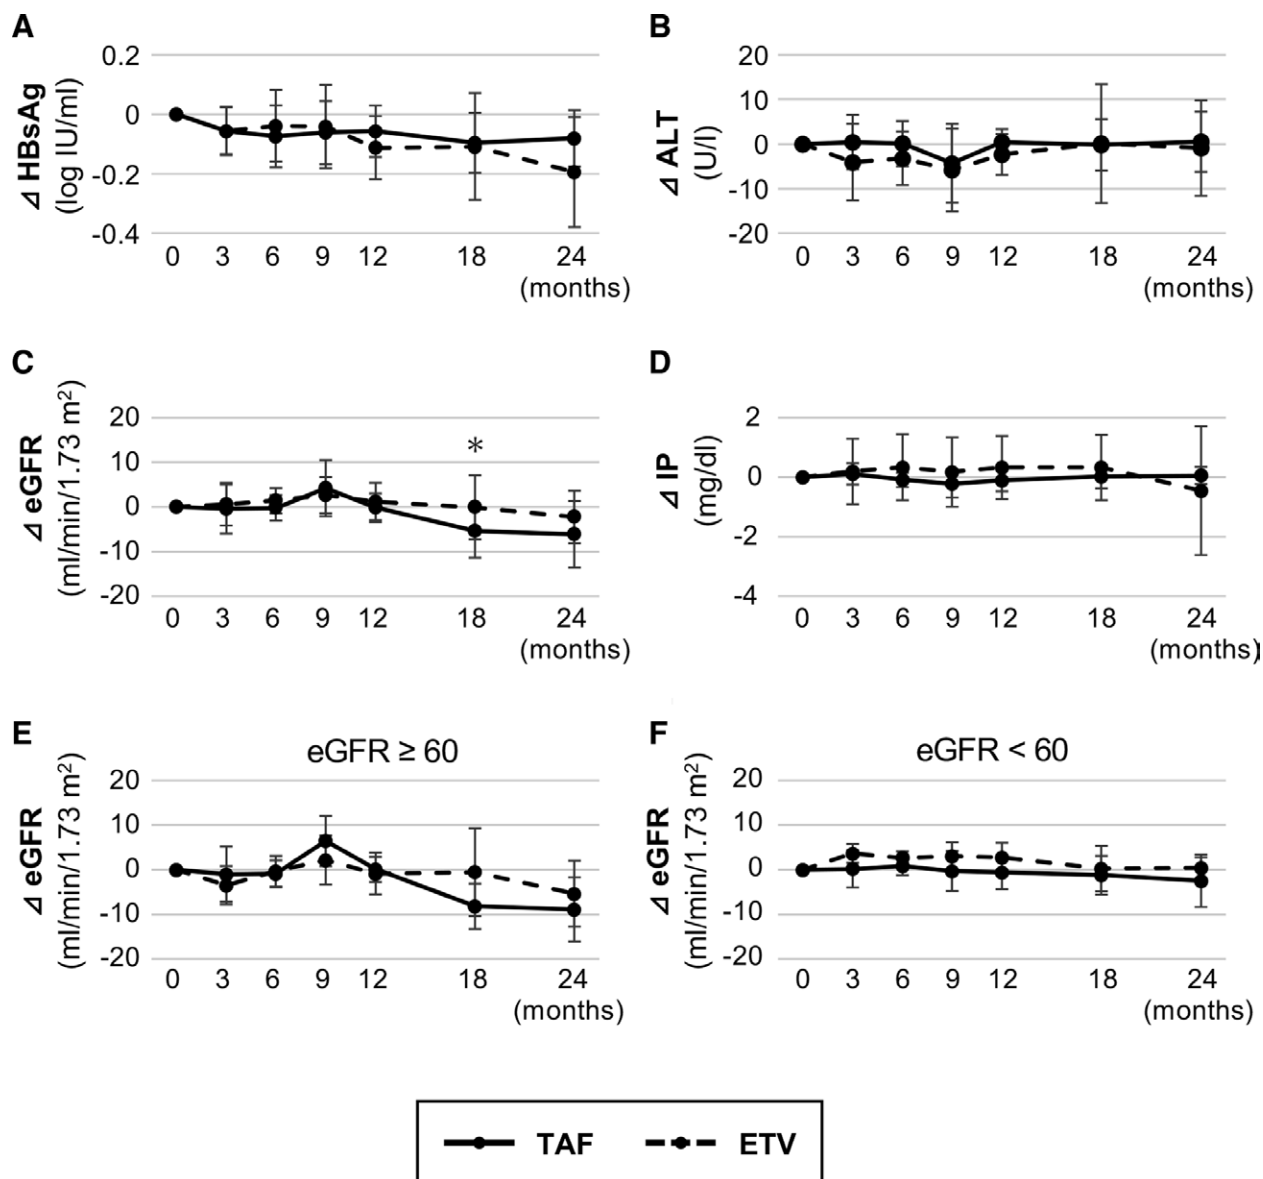 A
Δ HBsAg
(log IU/ml)
0.2
0
-0.2
-0.4
0 3 6 9 12 18 24
(months)
B
Δ ALT
(U/l)
20
10
0
-10
-20
0 3 6 9 12 18 24
(months)
C
Δ eGFR
(ml/min/1.73 m²)
20
10
0
-10
-20
*
0 3 6 9 12 18 24
(months)
D
Δ IP
(mg/dl)
2
0
-2
-4
0 3 6 9 12 18 24
(months)
E
eGFR ≥ 60
Δ eGFR
(ml/min/1.73 m²)
20
10
0
-10
-20
0 3 6 9 12 18 24
(months)
F
eGFR < 60
Δ eGFR
(ml/min/1.73 m²)
20
10
0
-10
-20
0 3 6 9 12 18 24
(months)
TAF ETV